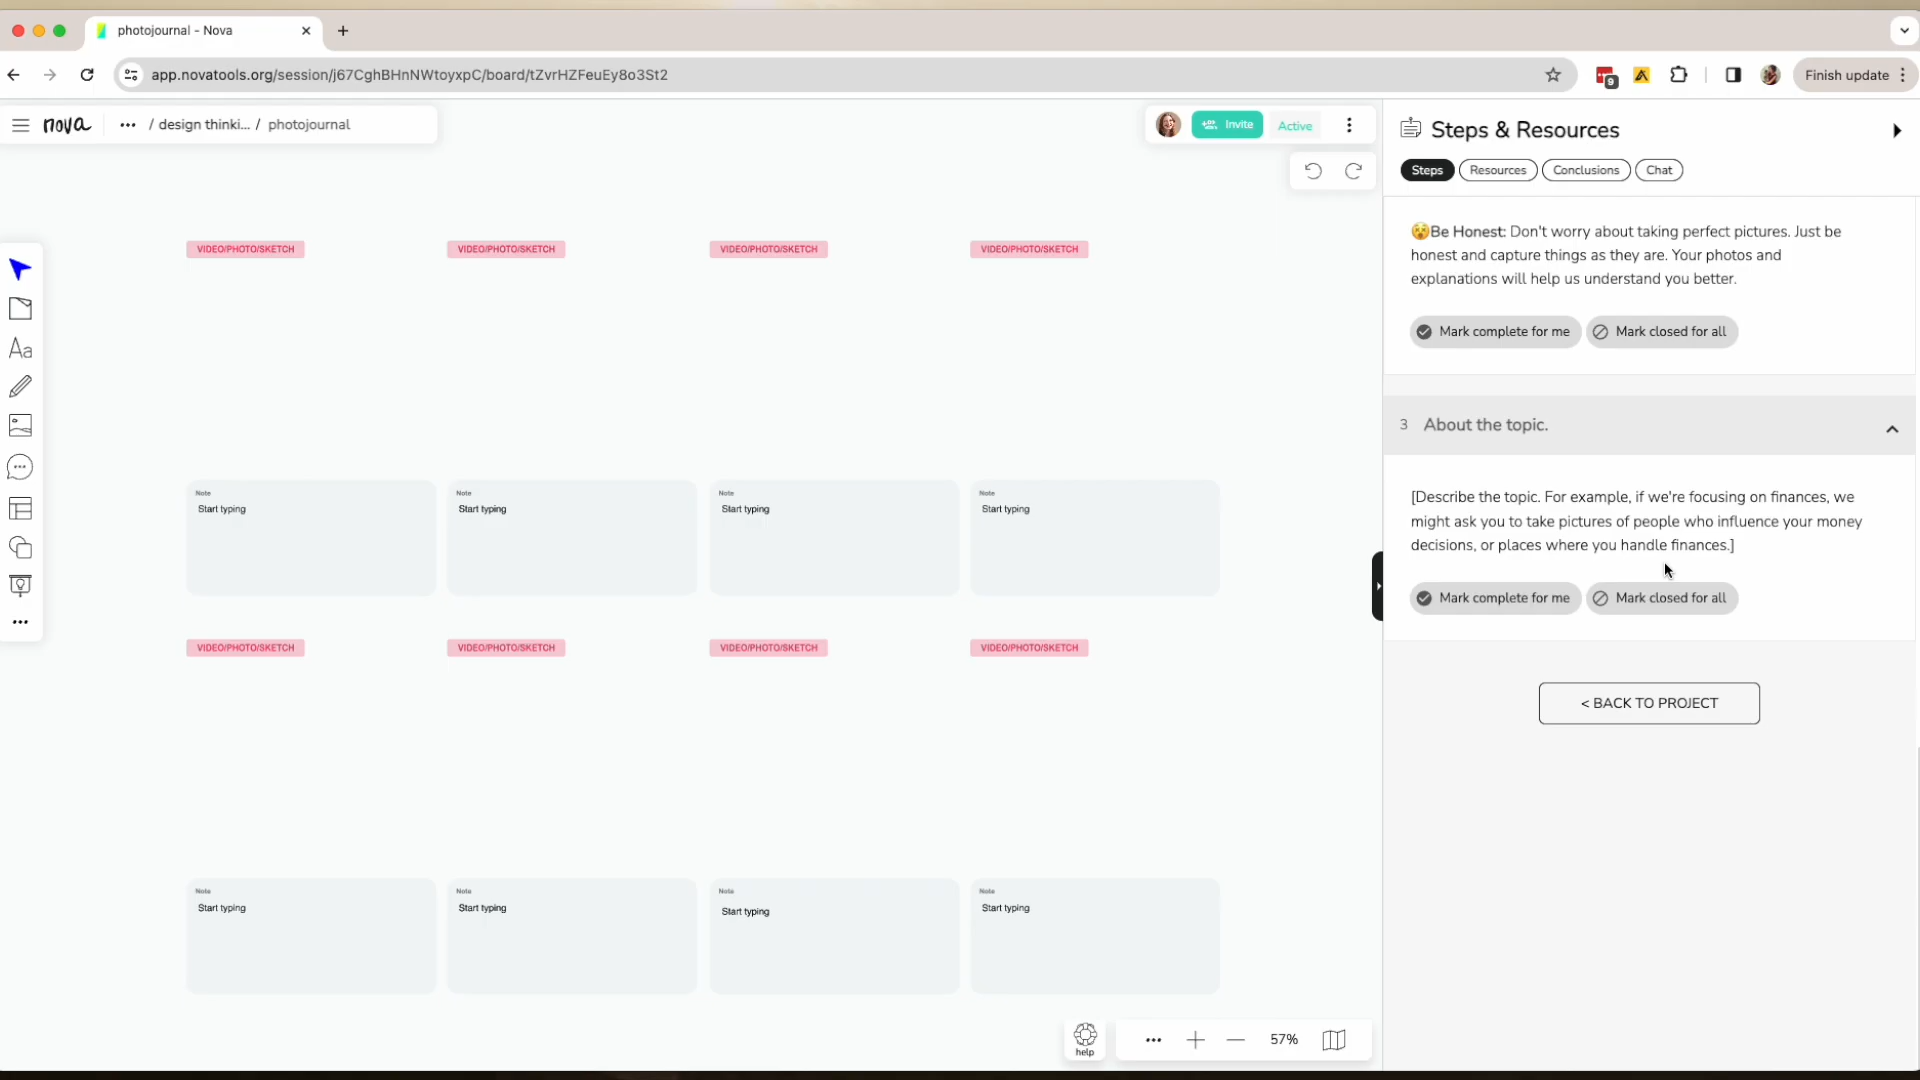 photojournal - Nova
app.novatools.org/session/j67CghBHnNWtoyxpC/board/tZvrHZFeuEy8o3St2
9
Finish update
nova
/ design thinki... / photojournal
Invite
Active
Steps & Resources
Steps
Resources
Conclusions
Chat
VIDEO/PHOTO/SKETCH
VIDEO/PHOTO/SKETCH
VIDEO/PHOTO/SKETCH
VIDEO/PHOTO/SKETCH
Aa
Note
Start typing
Note
Start typing
Note
Start typing
Note
Start typing
VIDEO/PHOTO/SKETCH
VIDEO/PHOTO/SKETCH
VIDEO/PHOTO/SKETCH
VIDEO/PHOTO/SKETCH
Note
Start typing
Note
Start typing
Note
Start typing
Note
Start typing
help
57%
😵Be Honest: Don't worry about taking perfect pictures. Just be
honest and capture things as they are. Your photos and
explanations will help us understand you better.
Mark complete for me
Mark closed for all
3 About the topic.
[Describe the topic. For example, if we're focusing on finances, we
might ask you to take pictures of people who influence your money
decisions, or places where you handle finances.]
Mark complete for me
Mark closed for all
< BACK TO PROJECT